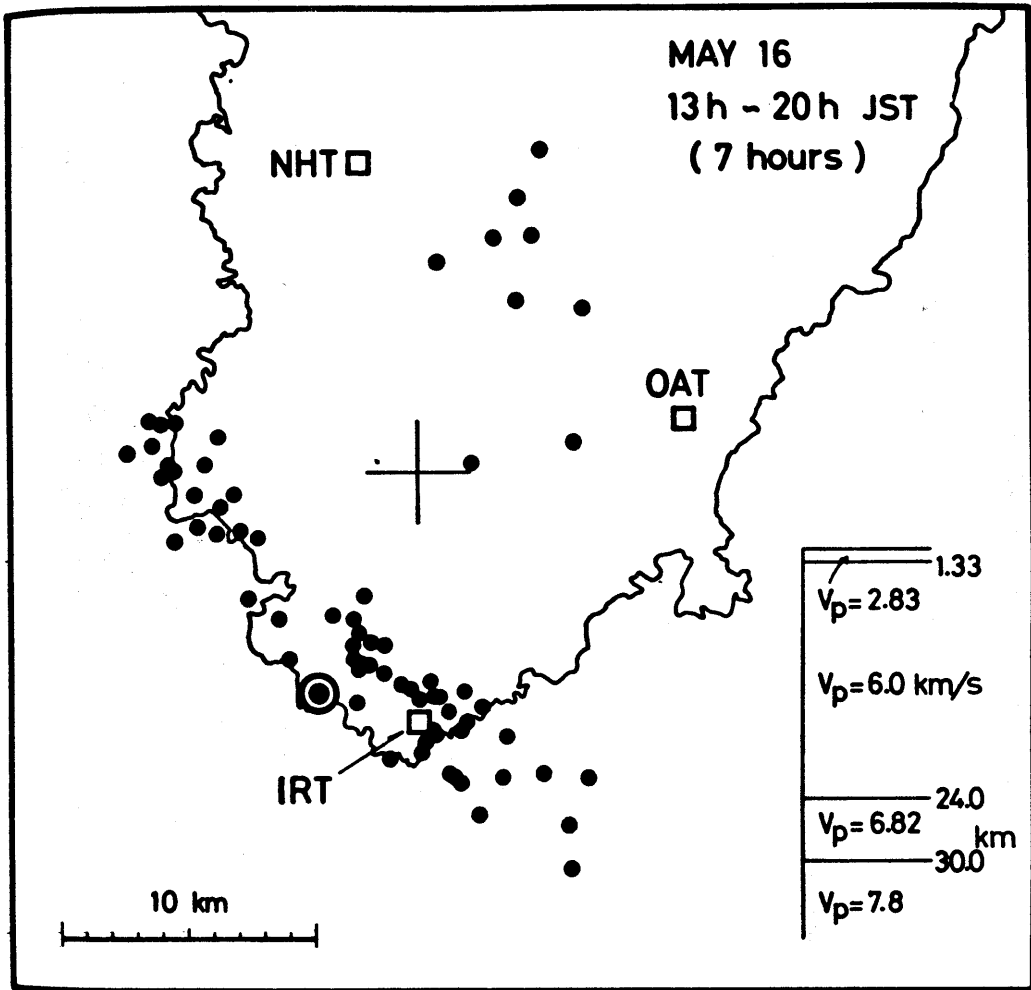 MAY 16
13h ~ 20h JST
( 7 hours )
NHT
OAT
IRT
10 km
1.33
Vp=2.83
Vp=6.0 km/s
24.0
Vp=6.82
km
30.0
Vp=7.8